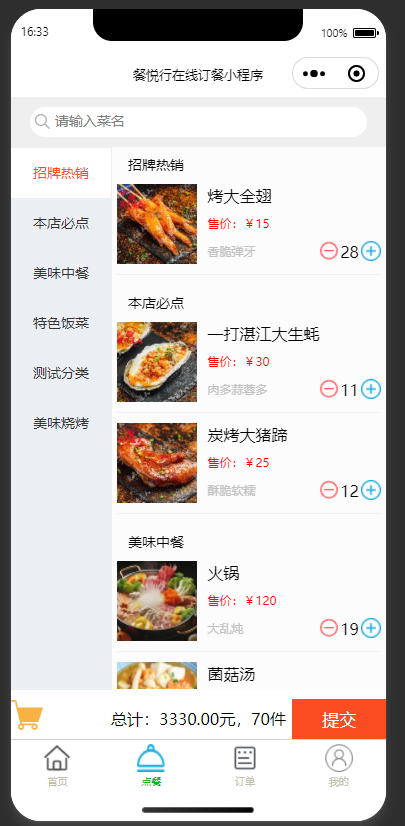 16:33
100%
餐悦行在线订餐小程序
请输入菜名
招牌热销
本店必点
美味中餐
特色饭菜
测试分类
美味烧烤
招牌热销
烤大全翅
售价：￥15
香脆弹牙
28
本店必点
一打湛江大生蚝
售价：￥30
肉多蒜蓉多
11
炭烤大猪蹄
售价：￥25
酥脆软糯
12
美味中餐
火锅
售价：￥120
大乱炖
19
菌菇汤
总计：3330.00元，70件
提交
首页
点餐
订单
我的